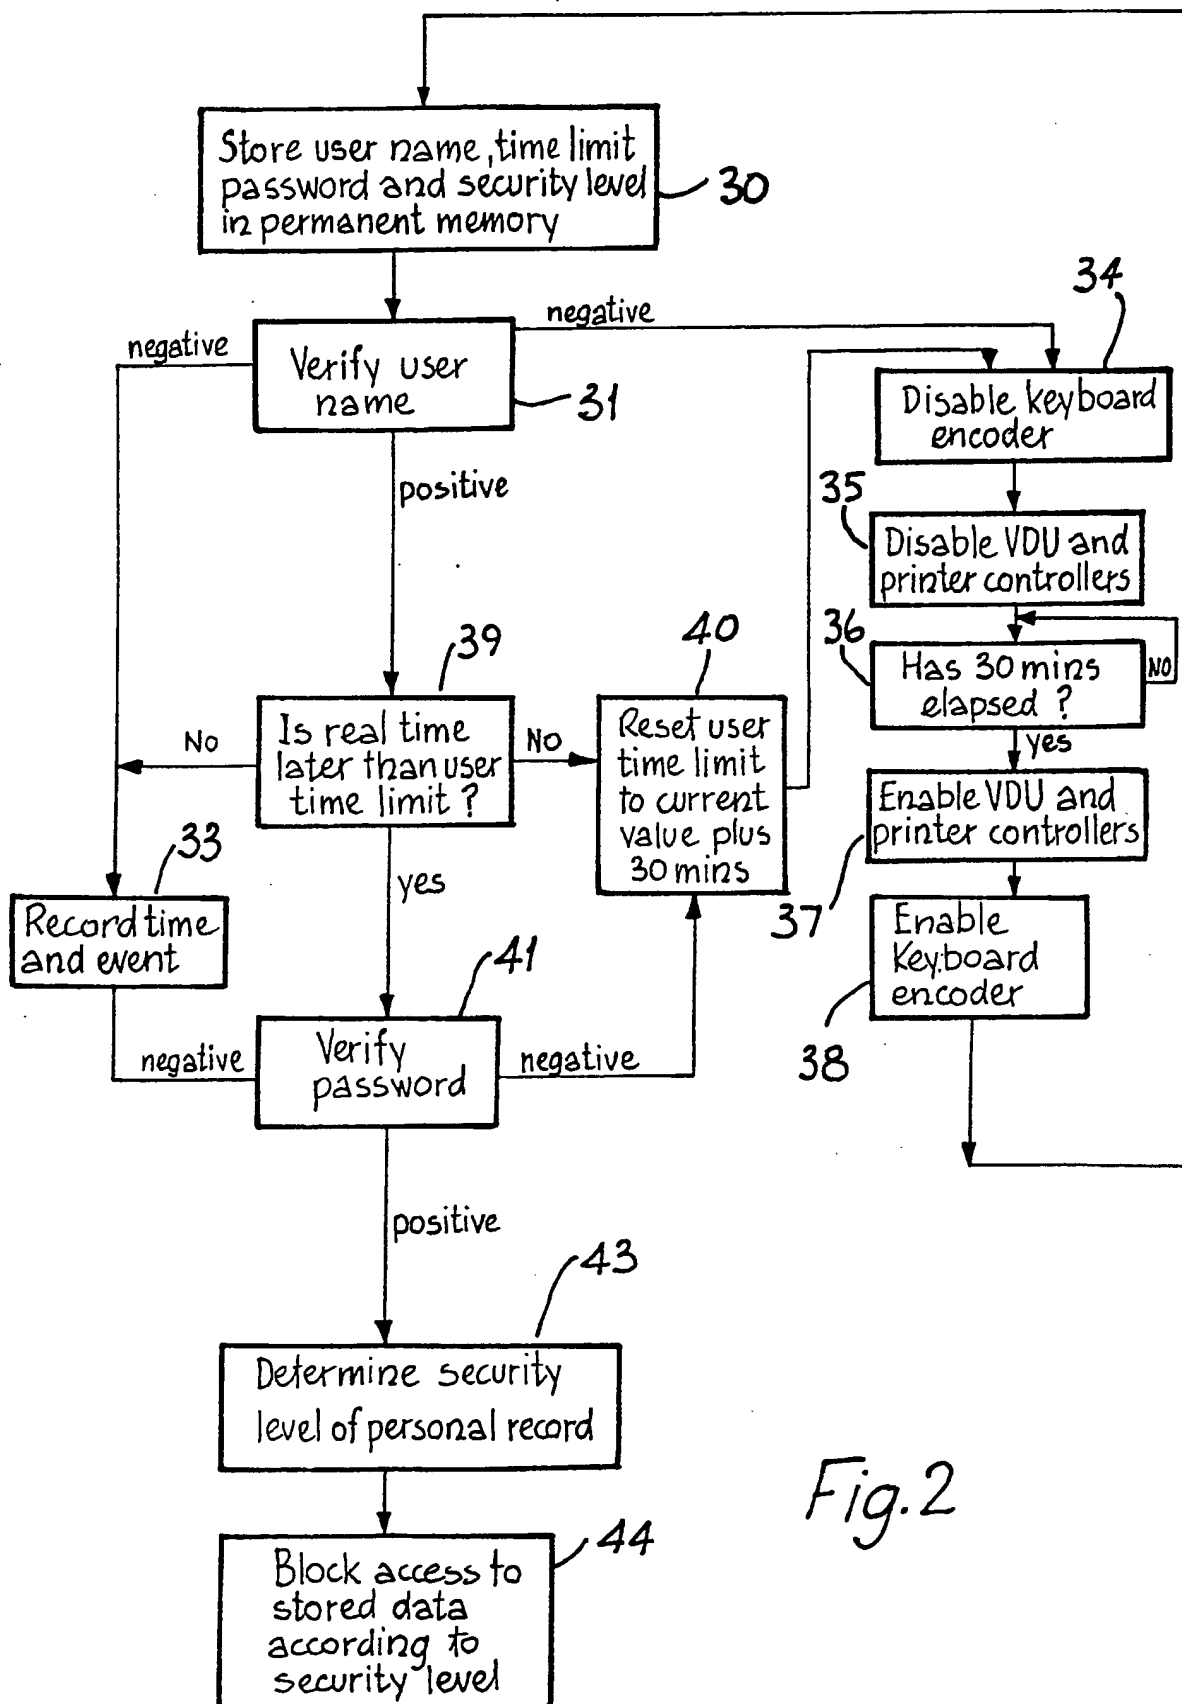 Store user name, time limit
password and security level
in permanent memory
30
negative
negative
Verify user
name
31
34
Disable keyboard
encoder
positive
35
Disable VDU and
printer controllers
36
Has 30 mins
elapsed ?
NO
yes
39
40
Is real time
later than user
time limit ?
No
NO
Reset user
time limit
to current
value plus
30 mins
Enable VDU and
printer controllers
37
33
yes
Record time
and event
Enable
Keyboard
encoder
38
41
Verify
password
negative
negative
positive
43
Determine security
level of personal record
Fig.2
44
Block access to
stored data
according to
security level